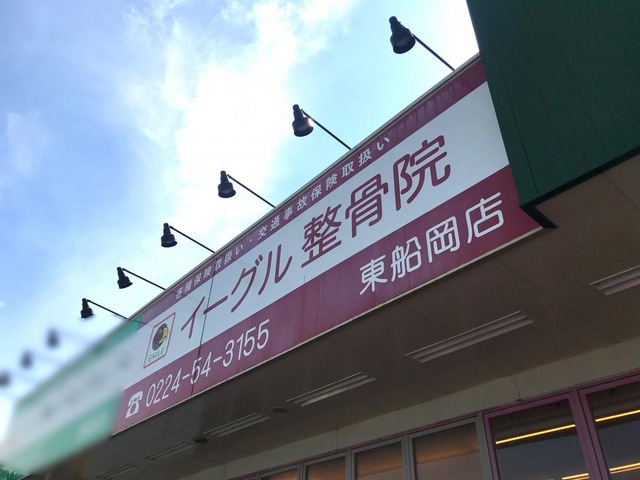 各種保険取扱い・交通事故保険取扱い
イーグル整骨院
EAGLE
☎0224-54-3155
東船岡店